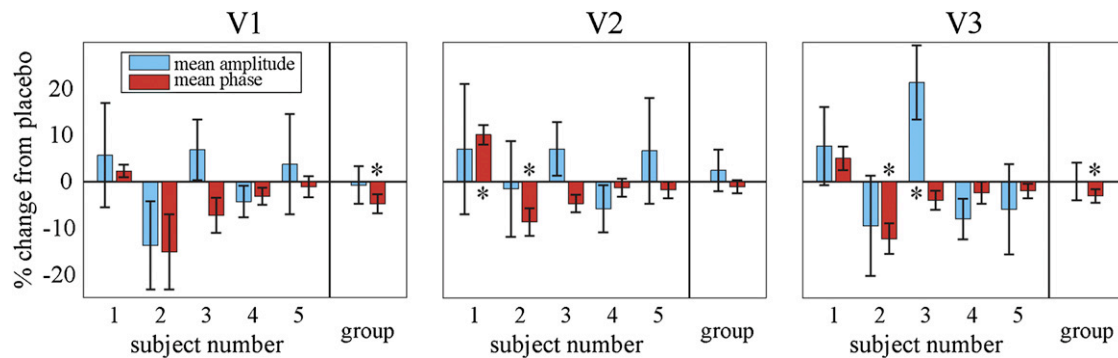 V1
V2
V3
% change from placebo
20
10
0
-10
-20
mean amplitude
mean phase
*
*
*
*
*
*
1 2 3 4 5
group
subject number
1 2 3 4 5
group
subject number
1 2 3 4 5
group
subject number